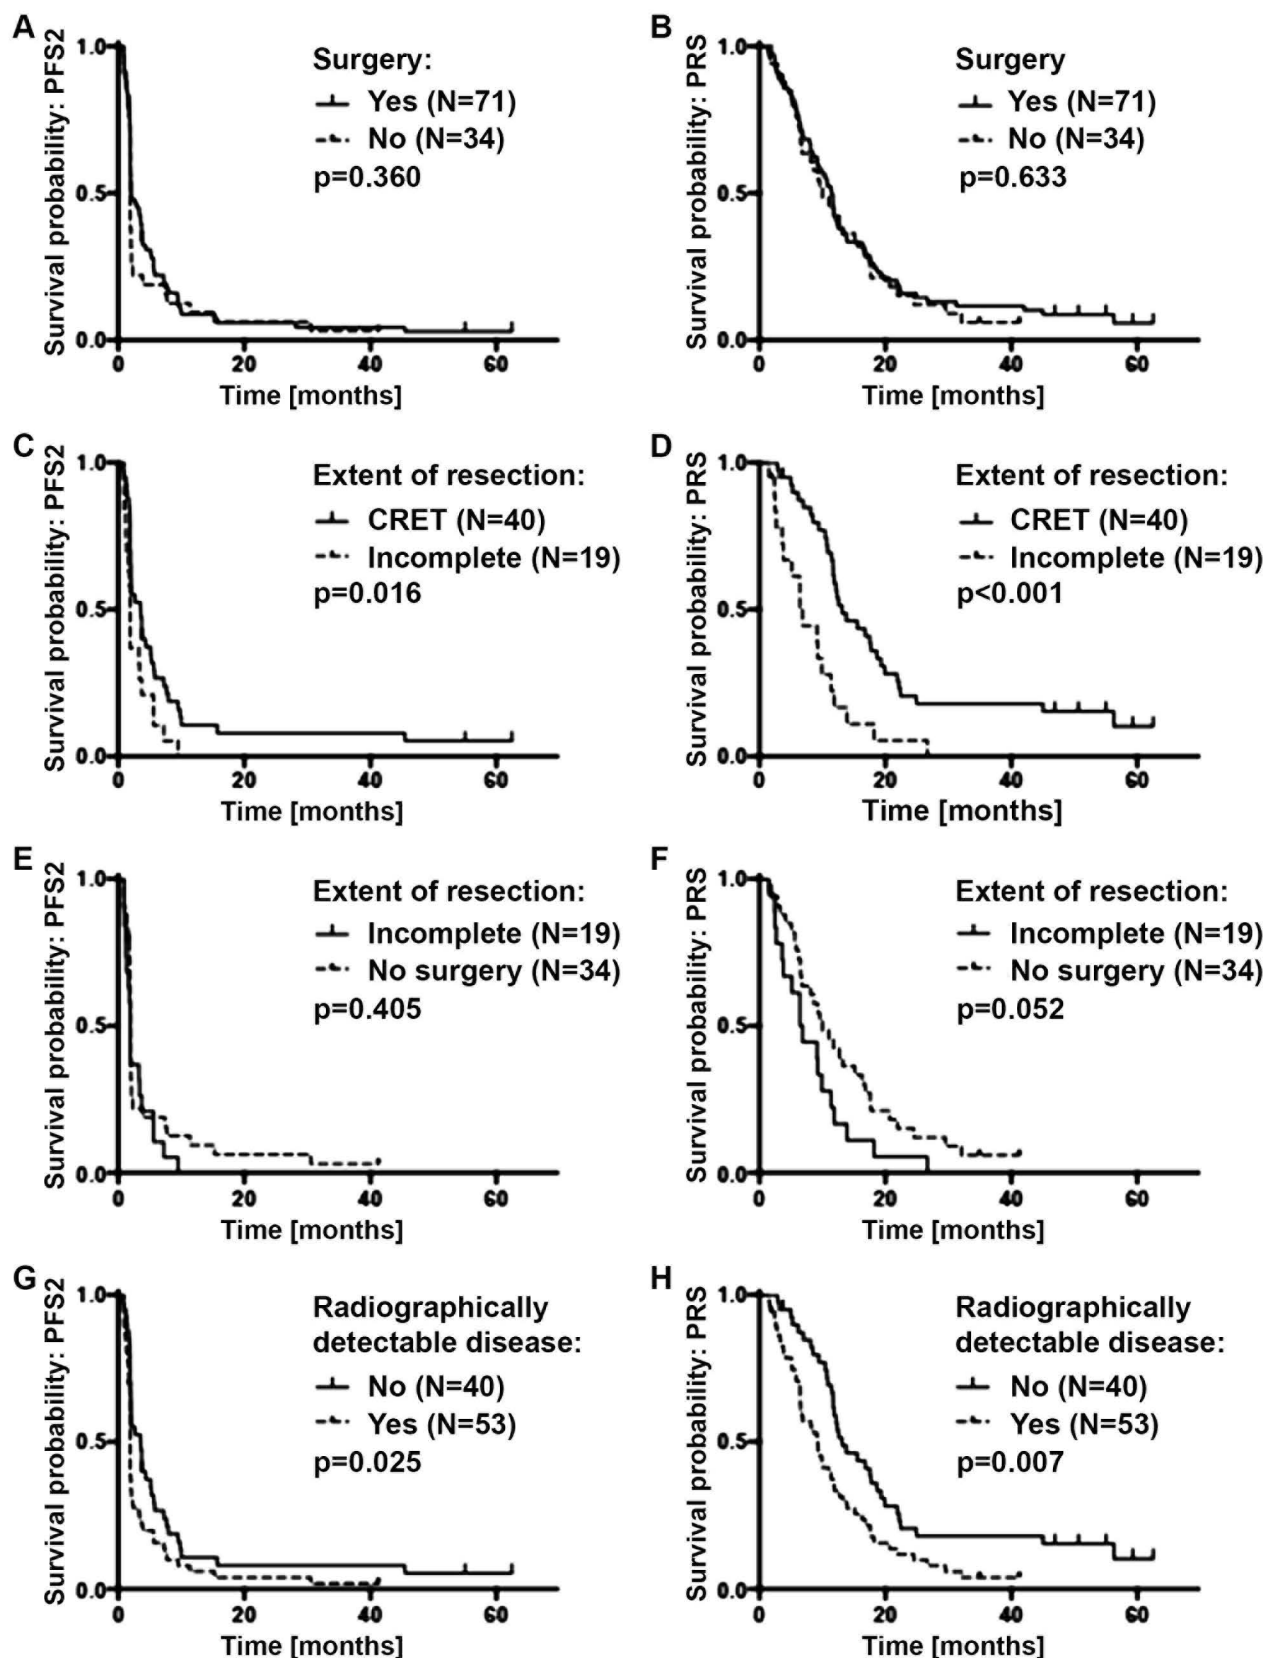 A
Survival probability: PFS2
1.0
0.5
0.0
0 20 40 60
Time [months]
Surgery:
Yes (N=71)
No (N=34)
p=0.360
B
Survival probability: PRS
1.0
0.5
0.0
0 20 40 60
Time [months]
Surgery
Yes (N=71)
No (N=34)
p=0.633
C
Survival probability: PFS2
1.0
0.5
0.0
0 20 40 60
Time [months]
Extent of resection:
CRET (N=40)
Incomplete (N=19)
p=0.016
D
Survival probability: PRS
1.0
0.5
0.0
0 20 40 60
Time [months]
Extent of resection:
CRET (N=40)
Incomplete (N=19)
p<0.001
E
Survival probability: PFS2
1.0
0.5
0.0
0 20 40 60
Time [months]
Extent of resection:
Incomplete (N=19)
No surgery (N=34)
p=0.405
F
Survival probability: PRS
1.0
0.5
0.0
0 20 40 60
Time [months]
Extent of resection:
Incomplete (N=19)
No surgery (N=34)
p=0.052
G
Survival probability: PFS2
1.0
0.5
0.0
0 20 40 60
Time [months]
Radiographically
detectable disease:
No (N=40)
Yes (N=53)
p=0.025
H
Survival probability: PRS
1.0
0.5
0.0
0 20 40 60
Time [months]
Radiographically
detectable disease:
No (N=40)
Yes (N=53)
p=0.007